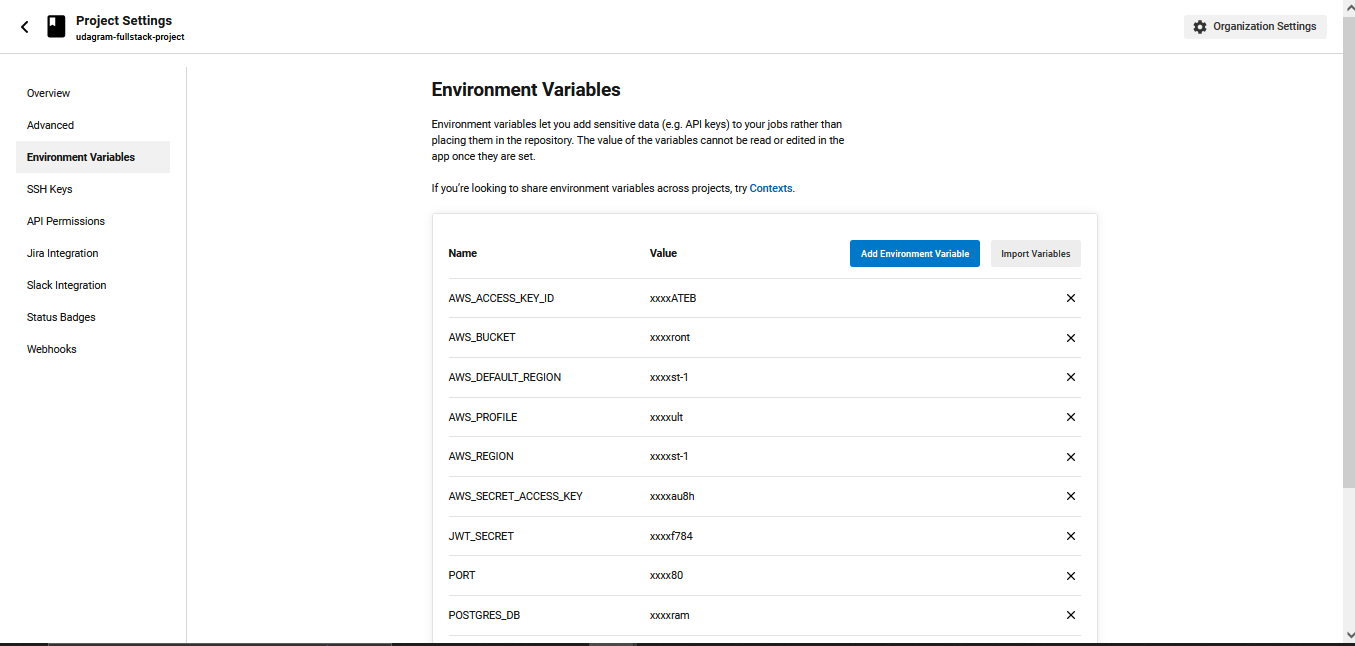 Project Settings
udagram-fullstack-project
Organization Settings
Overview
Advanced
Environment Variables
SSH Keys
API Permissions
Jira Integration
Slack Integration
Status Badges
Webhooks
Environment Variables
Environment variables let you add sensitive data (e.g. API keys) to your jobs rather than
placing them in the repository. The value of the variables cannot be read or edited in the
app once they are set.
If you're looking to share environment variables across projects, try Contexts.
Name Value Add Environment Variable Import Variables
AWS_ACCESS_KEY_ID xxxxATEB
AWS_BUCKET xxxxront
AWS_DEFAULT_REGION xxxxst-1
AWS_PROFILE xxxxult
AWS_REGION xxxxst-1
AWS_SECRET_ACCESS_KEY xxxxau8h
JWT_SECRET xxxxf784
PORT xxxx80
POSTGRES_DB xxxxram